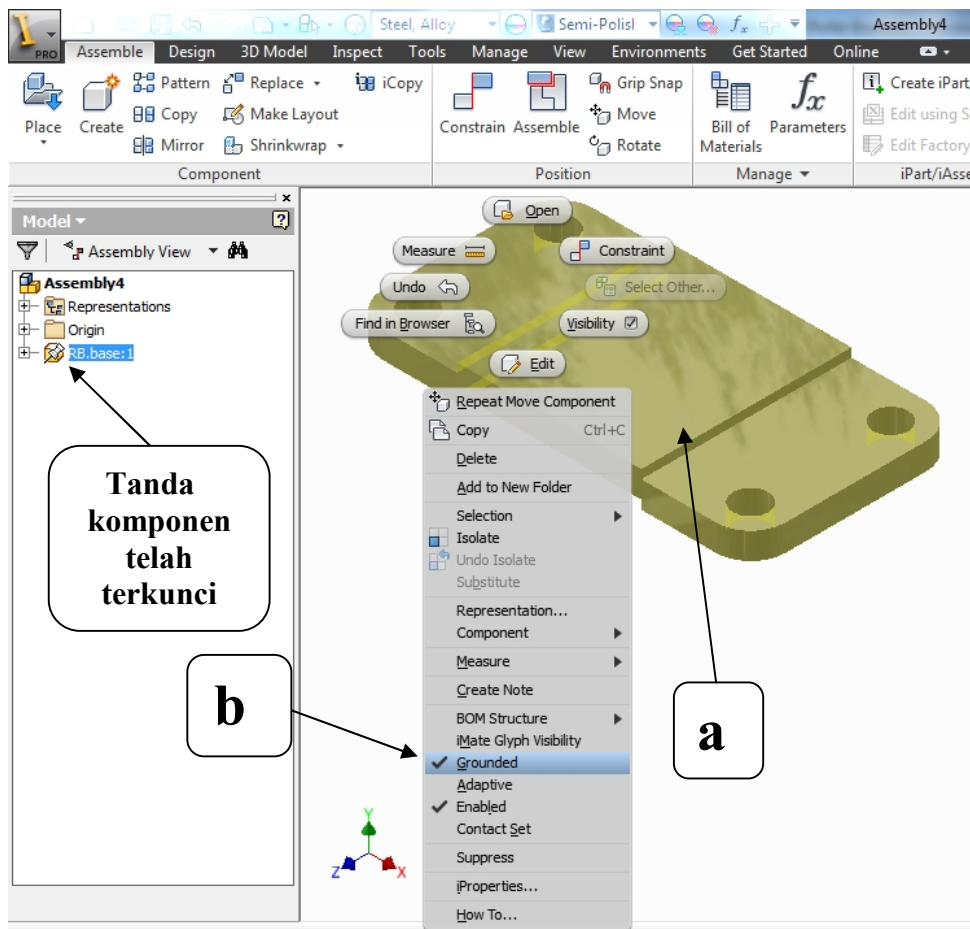 Steel, Alloy
Semi-Polisl
fx
Assembly4
PRO
Assemble Design 3D Model Inspect Tools Manage View Environments Get Started Online
Place
Create
Pattern
Copy
Mirror
Replace
Make Layout
Shrinkwrap
iCopy
Constrain
Assemble
Grip Snap
Move
Rotate
Bill of
Materials
fx
Parameters
Create iPart
Edit using S
Edit Factory
Component
Position
Manage
iPart/iAsse
Model
Assembly View
Assembly4
Representations
Origin
RB.base:1
Open
Measure
Constraint
Undo
Select Other...
Find in Browser
Visibility
Edit
Repeat Move Component
Copy Ctrl+C
Delete
Add to New Folder
Selection
Isolate
Undo Isolate
Substitute
Representation...
Component
Measure
Create Note
BOM Structure
iMate Glyph Visibility
Grounded
Adaptive
Enabled
Contact Set
Suppress
iProperties...
How To...
Tanda
komponen
telah
terkunci
b
a
Y
Z
X